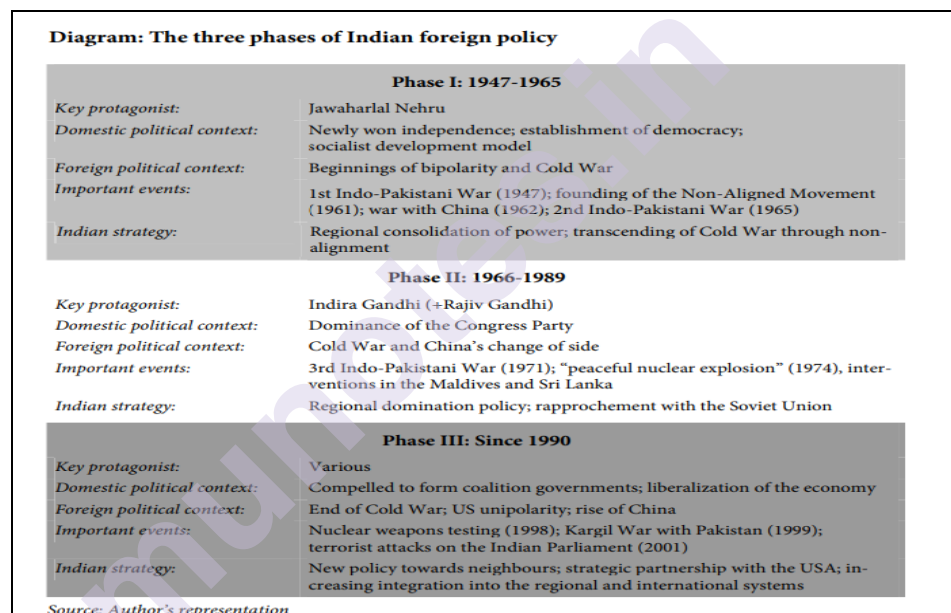 Diagram: The three phases of Indian foreign policy
Phase I: 1947-1965
Key protagonist: Jawaharlal Nehru
Domestic political context: Newly won independence; establishment of democracy;
socialist development model
Foreign political context: Beginnings of bipolarity and Cold War
Important events: 1st Indo-Pakistani War (1947); founding of the Non-Aligned Movement
(1961); war with China (1962); 2nd Indo-Pakistani War (1965)
Indian strategy: Regional consolidation of power; transcending of Cold War through non-
alignment
Phase II: 1966-1989
Key protagonist: Indira Gandhi (+Rajiv Gandhi)
Domestic political context: Dominance of the Congress Party
Foreign political context: Cold War and China's change of side
Important events: 3rd Indo-Pakistani War (1971); “peaceful nuclear explosion” (1974), inter-
ventions in the Maldives and Sri Lanka
Indian strategy: Regional domination policy; rapprochement with the Soviet Union
Phase III: Since 1990
Key protagonist: Various
Domestic political context: Compelled to form coalition governments; liberalization of the economy
Foreign political context: End of Cold War; US unipolarity; rise of China
Important events: Nuclear weapons testing (1998); Kargil War with Pakistan (1999);
terrorist attacks on the Indian Parliament (2001)
Indian strategy: New policy towards neighbours; strategic partnership with the USA; in-
creasing integration into the regional and international systems
Source: Author's representation
munotes.in